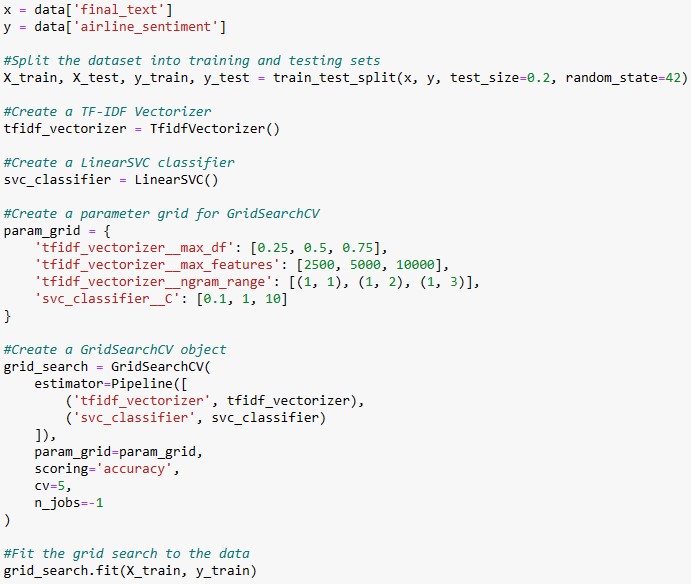 x = data['final_text']
y = data['airline_sentiment']
#Split the dataset into training and testing sets
X_train, X_test, y_train, y_test = train_test_split(x, y, test_size=0.2, random_state=42)
#Create a TF-IDF Vectorizer
tfidf_vectorizer = TfidfVectorizer()
#Create a LinearSVC classifier
svc_classifier = LinearSVC()
#Create a parameter grid for GridSearchCV
param_grid = {
    'tfidf_vectorizer__max_df': [0.25, 0.5, 0.75],
    'tfidf_vectorizer__max_features': [2500, 5000, 10000],
    'tfidf_vectorizer__ngram_range': [(1, 1), (1, 2), (1, 3)],
    'svc_classifier__C': [0.1, 1, 10]
}
#Create a GridSearchCV object
grid_search = GridSearchCV(
    estimator=Pipeline([
        ('tfidf_vectorizer', tfidf_vectorizer),
        ('svc_classifier', svc_classifier)
    ]),
    param_grid=param_grid,
    scoring='accuracy',
    cv=5,
    n_jobs=-1
)
#Fit the grid search to the data
grid_search.fit(X_train, y_train)